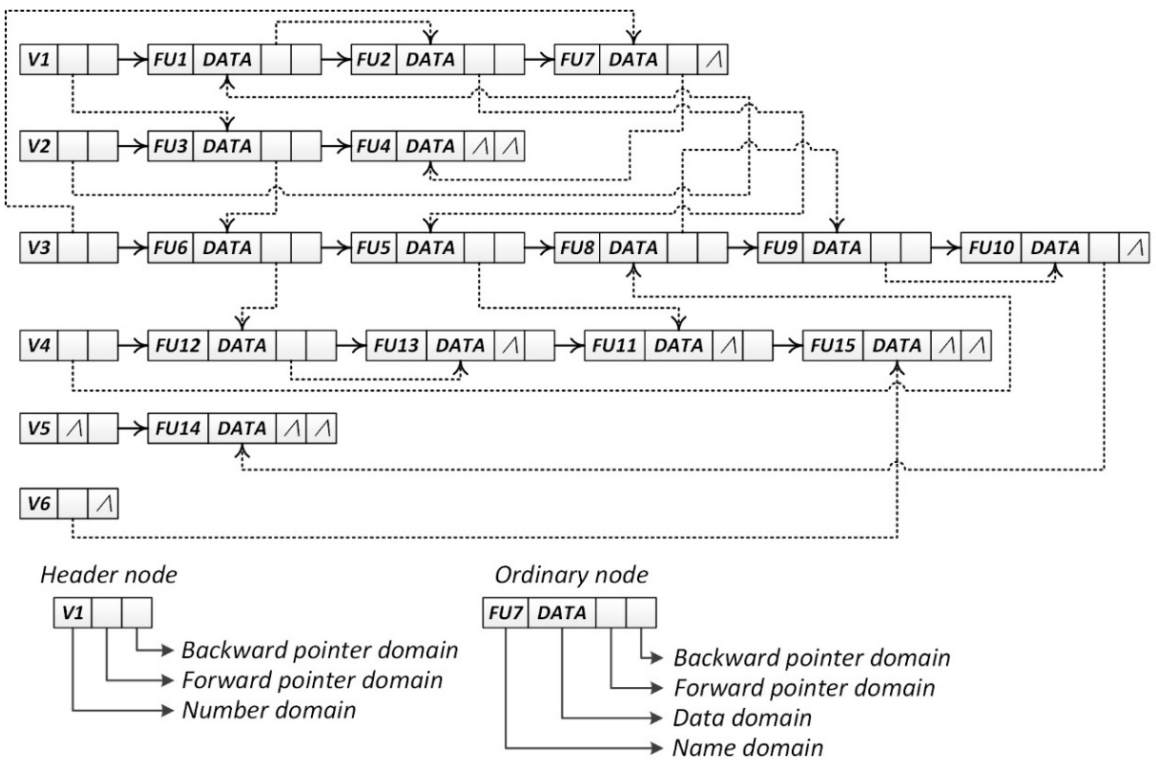 V1 FU1 DATA FU2 DATA FU7 DATA Λ
V2 FU3 DATA FU4 DATA Λ Λ
V3 FU6 DATA FU5 DATA FU8 DATA FU9 DATA FU10 DATA Λ
V4 FU12 DATA FU13 DATA Λ FU11 DATA Λ FU15 DATA Λ Λ
V5 Λ FU14 DATA Λ Λ
V6 Λ
Header node
V1
Backward pointer domain
Forward pointer domain
Number domain
Ordinary node
FU7 DATA
Backward pointer domain
Forward pointer domain
Data domain
Name domain